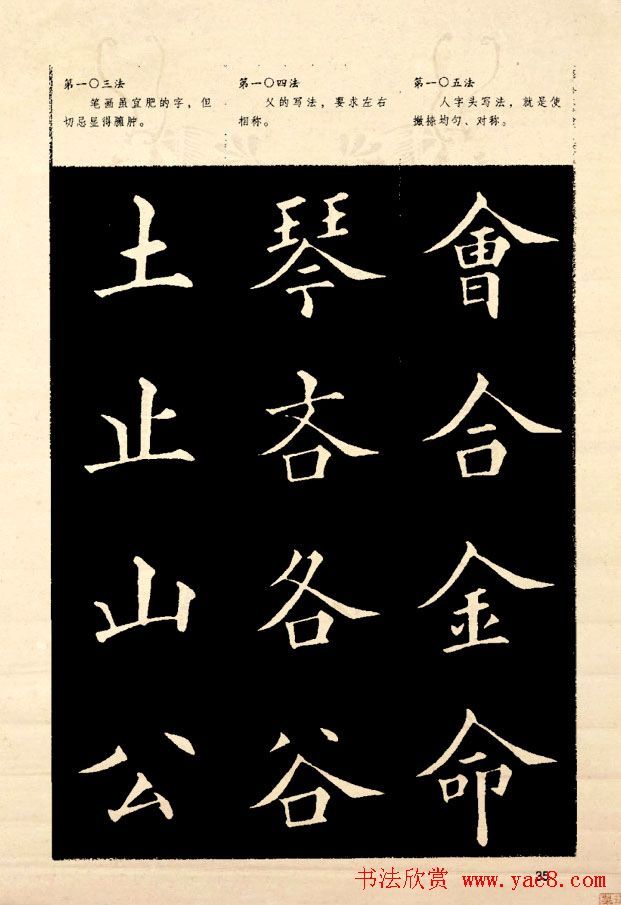 第一〇三法
笔画虽宜肥的字，但
切忌显得臃肿。
第一〇四法
父的写法，要求左右
相称。
第一〇五法
人字头写法，就是使
撇捺均匀、对称。
土止山公
琴吝各谷
會合金命
35
书法欣赏 www.yac8.com